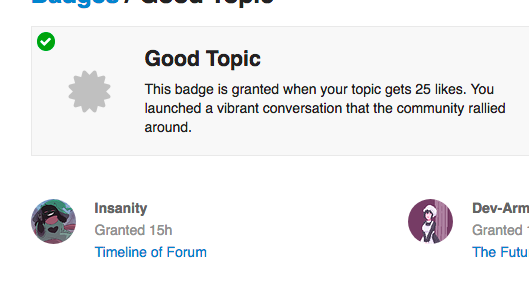 Badges / Good Topic
Good Topic
This badge is granted when your topic gets 25 likes. You
launched a vibrant conversation that the community rallied
around.
Insanity
Granted 15h
Timeline of Forum
Dev-Arm
Granted
The Futu